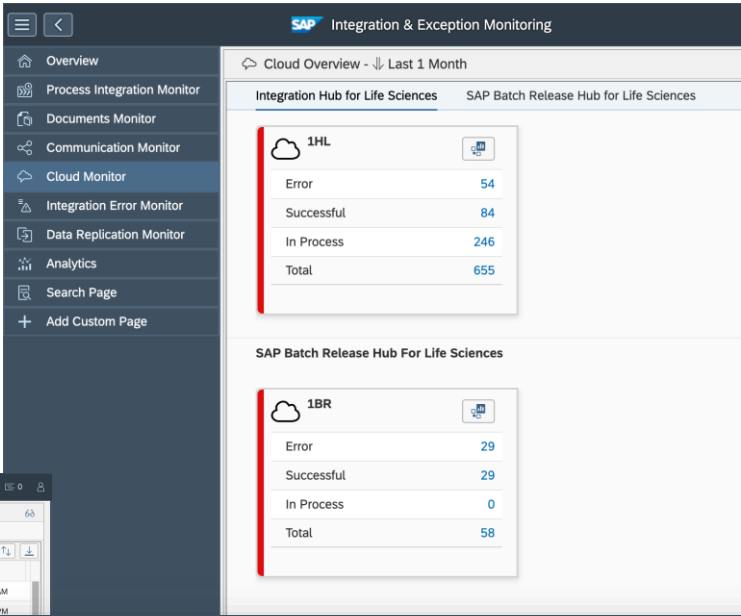 SAP Integration & Exception Monitoring
Overview
Process Integration Monitor
Documents Monitor
Communication Monitor
Cloud Monitor
Integration Error Monitor
Data Replication Monitor
Analytics
Search Page
Add Custom Page
Cloud Overview - Last 1 Month
Integration Hub for Life Sciences SAP Batch Release Hub for Life Sciences
1HL
Error 54
Successful 84
In Process 246
Total 655
SAP Batch Release Hub For Life Sciences
1BR
Error 29
Successful 29
In Process 0
Total 58
0
AM
PM